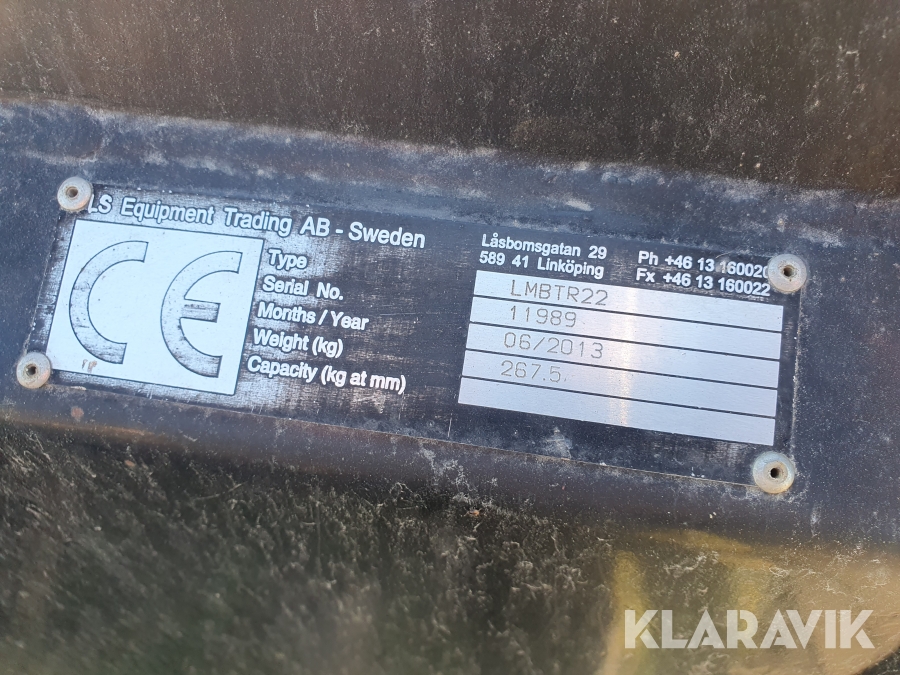 LS Equipment Trading AB - Sweden
Låsbomsgatan 29
589 41 Linköping
Ph +46 13 160020
Fx +46 13 160022
CE
Type LMBTR22
Serial No. 11989
Months / Year 06/2013
Weight (kg) 267.5.
Capacity (kg at mm)
KLARAVIK